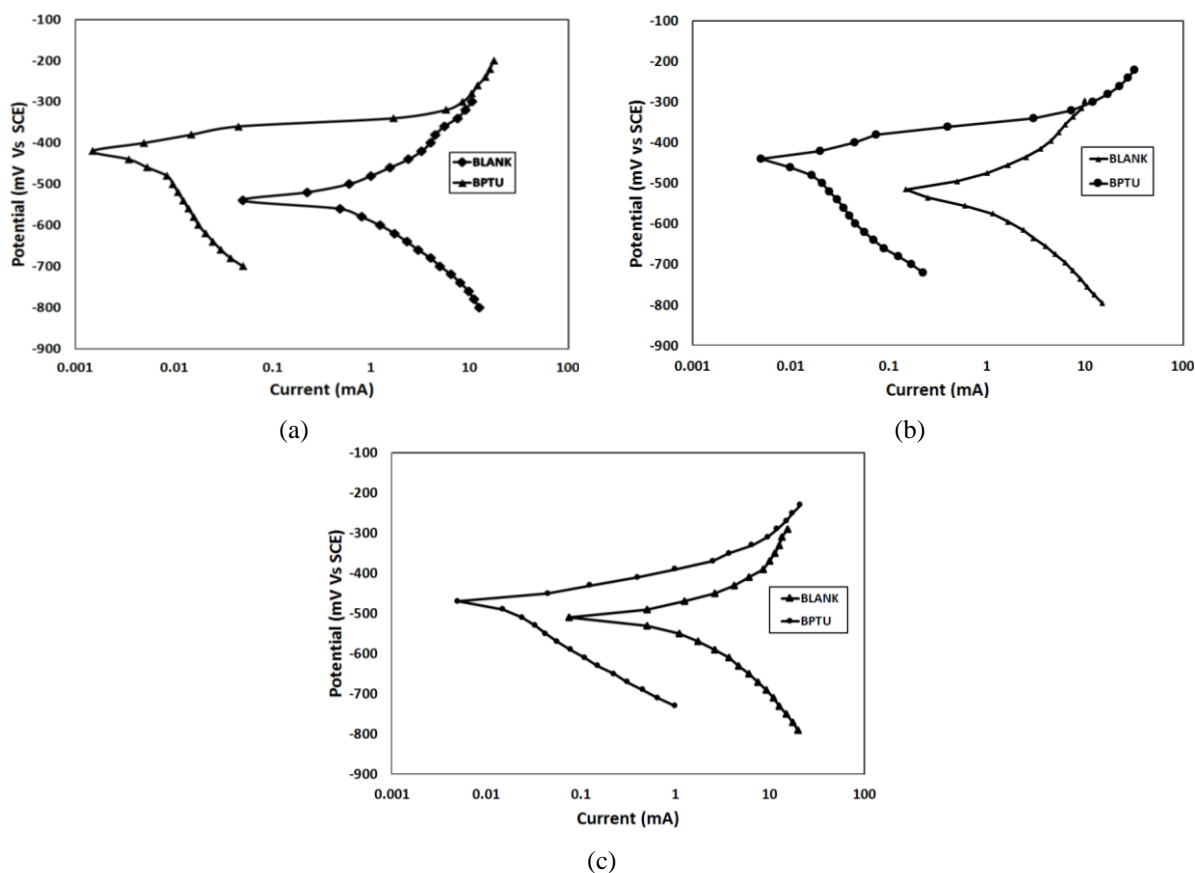 -100
-200
-300
-400
-500
-600
-700
-800
-900
Potential (mV Vs SCE)
BLANK
BPTU
0.001 0.01 0.1 1 10 100
Current (mA)
(a)
-100
-200
-300
-400
-500
-600
-700
-800
-900
Potential (mV vs SCE)
BLANK
BPTU
0.001 0.01 0.1 1 10 100
Current (mA)
(b)
-100
-200
-300
-400
-500
-600
-700
-800
-900
Potential (mV Vs SCE)
BLANK
BPTU
0.001 0.01 0.1 1 10 100
Current (mA)
(c)